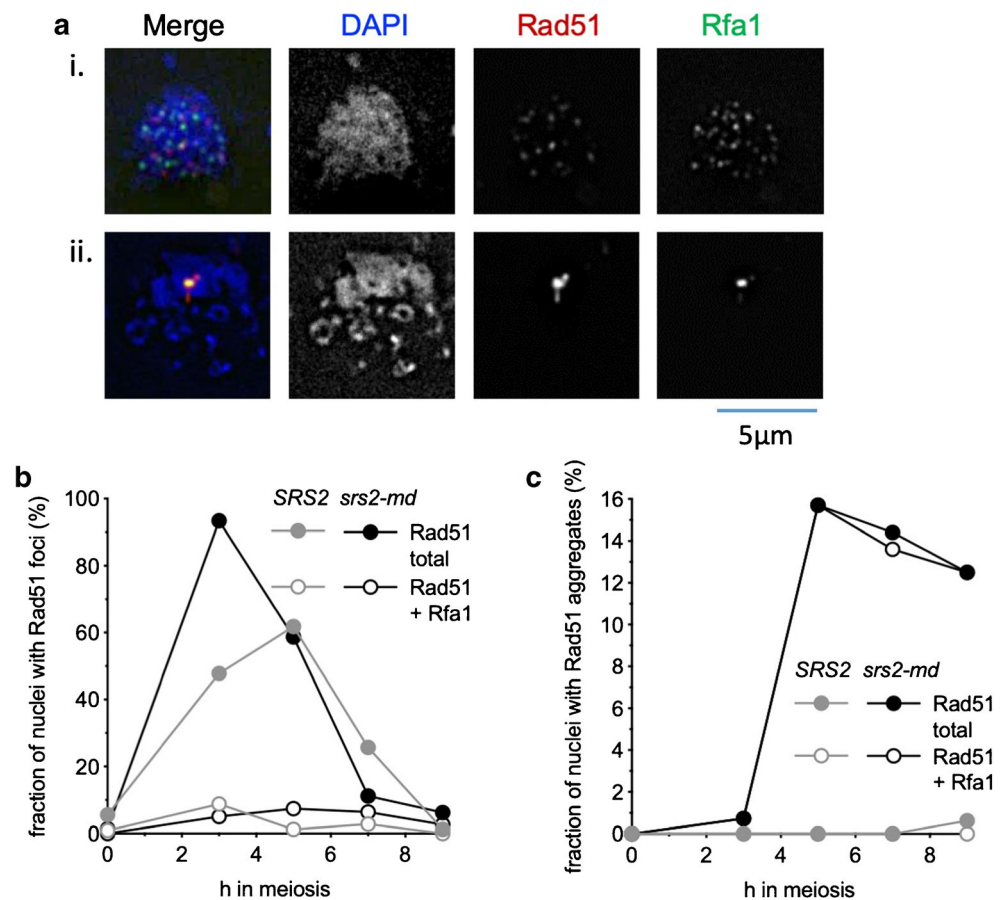 a Merge DAPI Rad51 Rfa1
i.
ii.
5µm
b
fraction of nuclei with Rad51 foci (%)
100
80
60
40
20
0
0 2 4 6 8
h in meiosis
SRS2 srs2-md
Rad51
total
Rad51
+ Rfa1
c
fraction of nuclei with Rad51 aggregates (%)
16
14
12
10
8
6
4
2
0
0 2 4 6 8
h in meiosis
SRS2 srs2-md
Rad51
total
Rad51
+ Rfa1